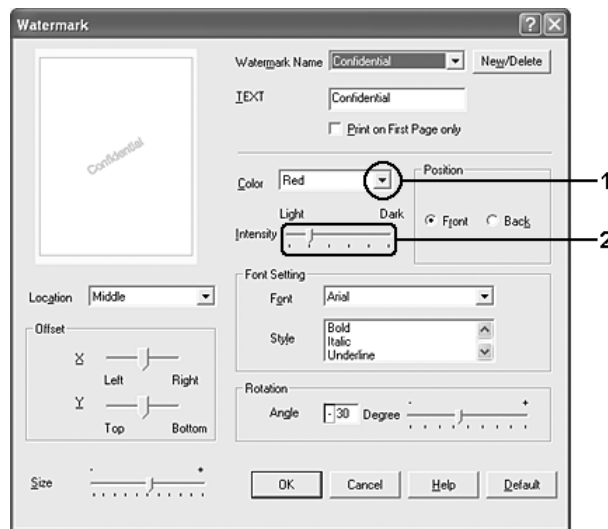 Watermark
Watermark Name Confidential New/Delete
TEXT Confidential
Print on First Page only
Confidential
Color Red
Position
1
Light Dark
Front Back
Intensity
2
Location Middle
Font Setting
Font Arial
Style Bold
Italic
Underline
Offset
X
Left Right
Y
Top Bottom
Rotation
Angle -30 Degree - +
Size - +
OK Cancel Help Default